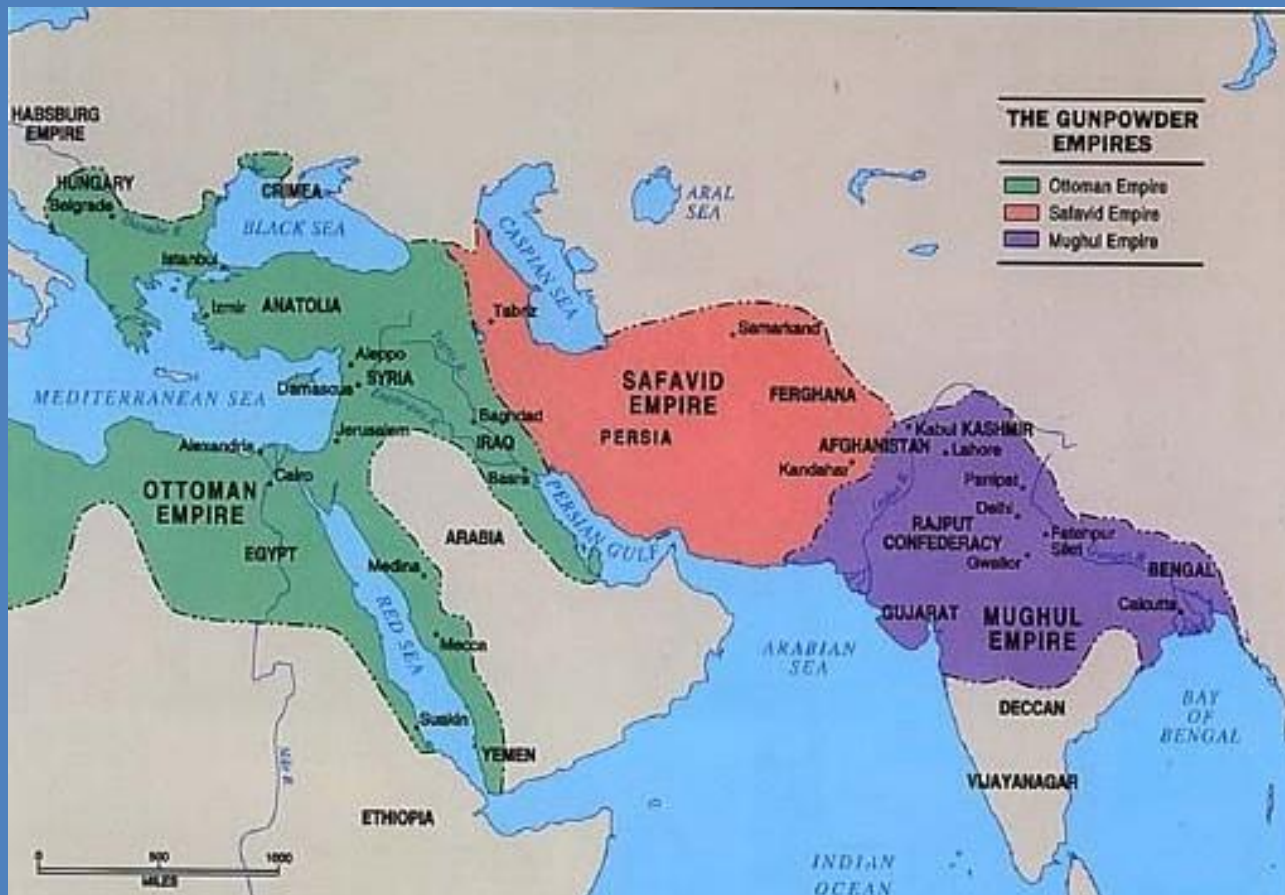 THE GUNPOWDER
EMPIRES
Ottoman Empire
Safavid Empire
Mughul Empire
HABSBURG
EMPIRE
HUNGARY
Belgrade
Danube R.
CRIMEA
BLACK SEA
Istanbul
Izmir
ANATOLIA
ARAL
SEA
CASPIAN SEA
Tabriz
Samarkand
Aleppo
SYRIA
Damascus
Tigris R.
Euphrates R.
MEDITERRANEAN SEA
SAFAVID
EMPIRE
PERSIA
FERGHANA
Baghdad
IRAQ
Basra
Jerusalem
Alexandria
Cairo
OTTOMAN
EMPIRE
EGYPT
ARABIA
PERSIAN GULF
AFGHANISTAN
Kandahar
Kabul
KASHMIR
Lahore
Panipat
Delhi
Indus R.
RAJPUT
CONFEDERACY
Fatehpur
Sikri
Gwalior
BENGAL
Calcutta
GUJARAT
MUGHUL
EMPIRE
Medina
RED SEA
Mecca
Suakin
YEMEN
ARABIAN
SEA
DECCAN
BAY
OF
BENGAL
VIJAYANAGAR
ETHIOPIA
INDIAN
OCEAN
0 500 1000
MILES